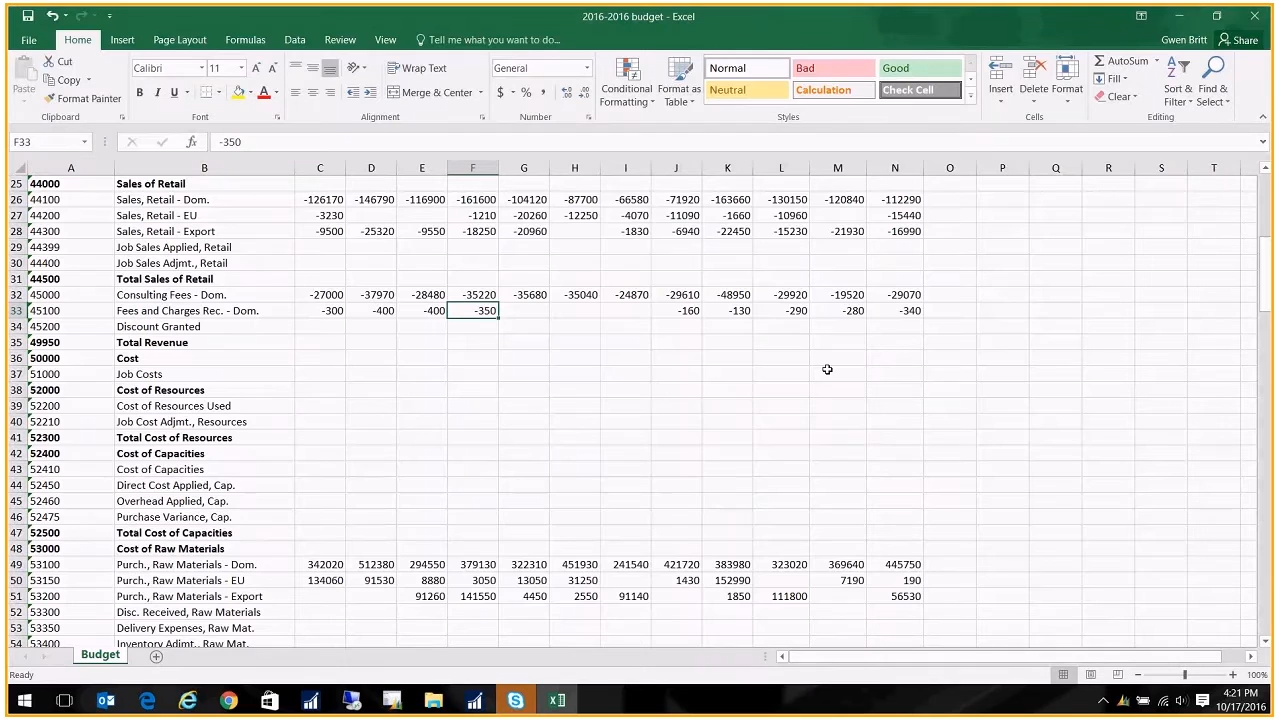 2016-2016 budget - Excel
File Home Insert Page Layout Formulas Data Review View Tell me what you want to do... Gwen Britt Share
Paste Cut Copy Format Painter Clipboard
Calibri 11 A A B I U A Font
Wrap Text Merge & Center Alignment
General $ % , Number
Conditional Formatting Format as Table
Normal Bad Good
Neutral Calculation Check Cell
Styles
Insert Delete Format Cells
AutoSum Fill Clear Sort & Filter Find & Select Editing
F33 fx -350
A B C D E F G H I J K L M N O P Q R S T
25 44000 Sales of Retail
26 44100 Sales, Retail - Dom. -126170 -146790 -116900 -161600 -104120 -87700 -66580 -71920 -163660 -130150 -120840 -112290
27 44200 Sales, Retail - EU -3230 -1210 -20260 -12250 -4070 -11090 -1660 -10960 -15440
28 44300 Sales, Retail - Export -9500 -25320 -9550 -18250 -20960 -1830 -6940 -22450 -15230 -21930 -16990
29 44399 Job Sales Applied, Retail
30 44400 Job Sales Adjmt., Retail
31 44500 Total Sales of Retail
32 45000 Consulting Fees - Dom. -27000 -37970 -28480 -35220 -35680 -35040 -24870 -29610 -48950 -29920 -19520 -29070
33 45100 Fees and Charges Rec. - Dom. -300 -400 -400 -350 -160 -130 -290 -280 -340
34 45200 Discount Granted
35 49950 Total Revenue
36 50000 Cost
37 51000 Job Costs
38 52000 Cost of Resources
39 52200 Cost of Resources Used
40 52210 Job Cost Adjmt., Resources
41 52300 Total Cost of Resources
42 52400 Cost of Capacities
43 52410 Cost of Capacities
44 52450 Direct Cost Applied, Cap.
45 52460 Overhead Applied, Cap.
46 52475 Purchase Variance, Cap.
47 52500 Total Cost of Capacities
48 53000 Cost of Raw Materials
49 53100 Purch., Raw Materials - Dom. 342020 512380 294550 379130 322310 451930 241540 421720 383980 323020 369640 445750
50 53150 Purch., Raw Materials - EU 134060 91530 8880 3050 13050 31250 1430 152990 7190 190
51 53200 Purch., Raw Materials - Export 91260 141550 4450 2550 91140 1850 111800 56530
52 53300 Disc. Received, Raw Materials
53 53350 Delivery Expenses, Raw Mat.
54 53400 Inventory Adjmt., Raw Mat.
Budget
Ready 100%
4:21 PM
10/17/2016